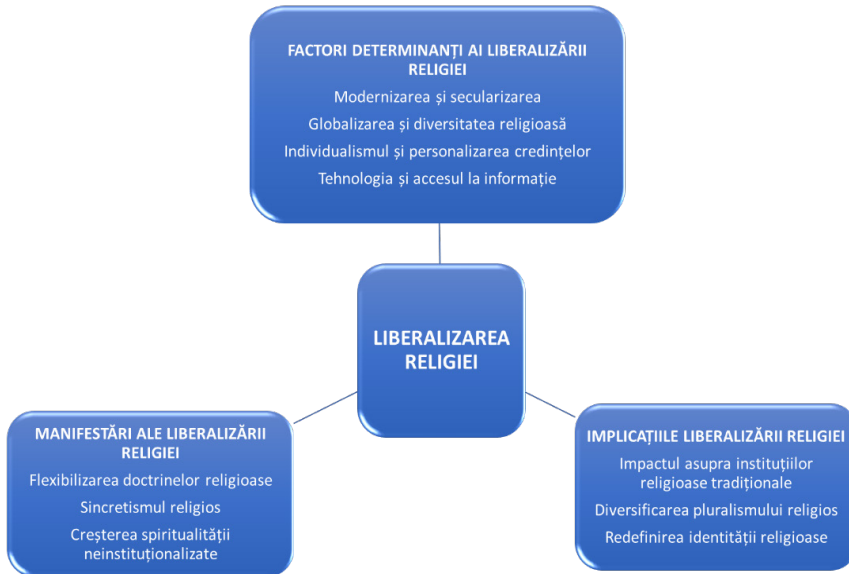 FACTORI DETERMINANȚI AI LIBERALIZĂRII
RELIGIEI
Modernizarea și secularizarea
Globalizarea și diversitatea religioasă
Individualismul și personalizarea credințelor
Tehnologia și accesul la informație
LIBERALIZAREA
RELIGIEI
MANIFESTĂRI ALE LIBERALIZĂRII
RELIGIEI
Flexibilizarea doctrinelor religioase
Sincretismul religios
Creșterea spiritualității
neinstituționalizate
IMPLICAȚIILE LIBERALIZĂRII RELIGIEI
Impactul asupra instituțiilor
religioase tradiționale
Diversificarea pluralismului religios
Redefinirea identității religioase